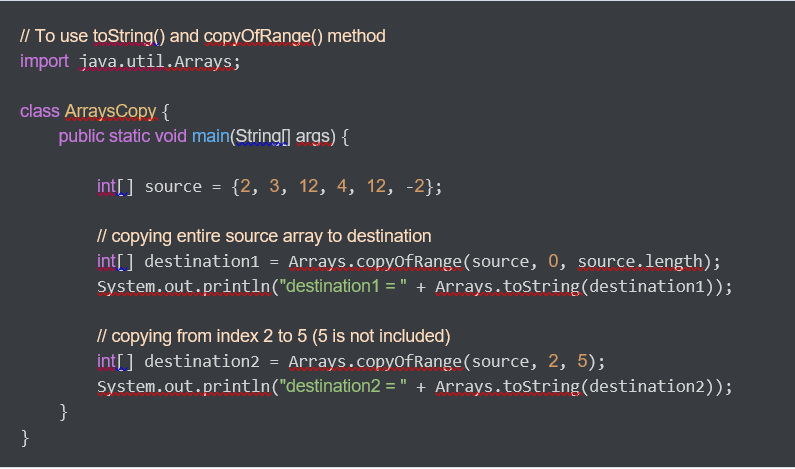 // To use toString() and copyOfRange() method
import java.util.Arrays;
class ArraysCopy {
public static void main(String[] args) {
int[] source = {2, 3, 12, 4, 12, -2};
// copying entire source array to destination
int[] destination1 = Arrays.copyOfRange(source, 0, source.length);
System.out.println("destination1 = " + Arrays.toString(destination1));
// copying from index 2 to 5 (5 is not included)
int[] destination2 = Arrays.copyOfRange(source, 2, 5);
System.out.println("destination2 = " + Arrays.toString(destination2));
}
}